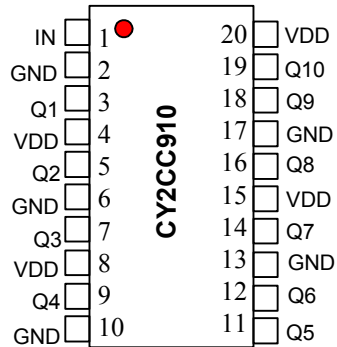 IN 1 20 VDD
GND 2 19 Q10
Q1 3 18 Q9
VDD 4 17 GND
Q2 5 16 Q8
GND 6 15 VDD
Q3 7 14 Q7
VDD 8 13 GND
Q4 9 12 Q6
GND 10 11 Q5
CY2CC910